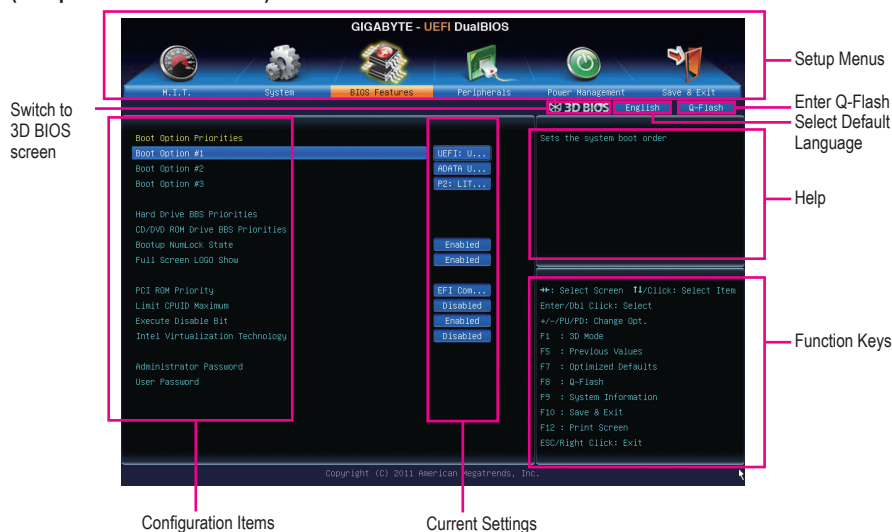 GIGABYTE - UEFI DualBIOS
M.I.T.
System
BIOS Features
Peripherals
Power Management
Save & Exit
Setup Menus
3D BIOS
English
Q-Flash
Enter Q-Flash
Select Default
Language
Switch to
3D BIOS
screen
Boot Option Priorities
Boot Option #1 UEFI: U...
Boot Option #2 ADATA U...
Boot Option #3 P2: LIT...
Hard Drive BBS Priorities
CD/DVD ROM Drive BBS Priorities
Bootup NumLock State Enabled
Full Screen LOGO Show Enabled
PCI ROM Priority EFI Com...
Limit CPUID Maximum Disabled
Execute Disable Bit Enabled
Intel Virtualization Technology Disabled
Administrator Password
User Password
Sets the system boot order
Help
↔: Select Screen ↑↓/Click: Select Item
Enter/Dbl Click: Select
+/-/PU/PD: Change Opt.
F1 : 3D Mode
F5 : Previous Values
F7 : Optimized Defaults
F8 : Q-Flash
F9 : System Information
F10 : Save & Exit
F12 : Print Screen
ESC/Right Click: Exit
Function Keys
Copyright (C) 2011 American Megatrends, Inc.
Configuration Items
Current Settings